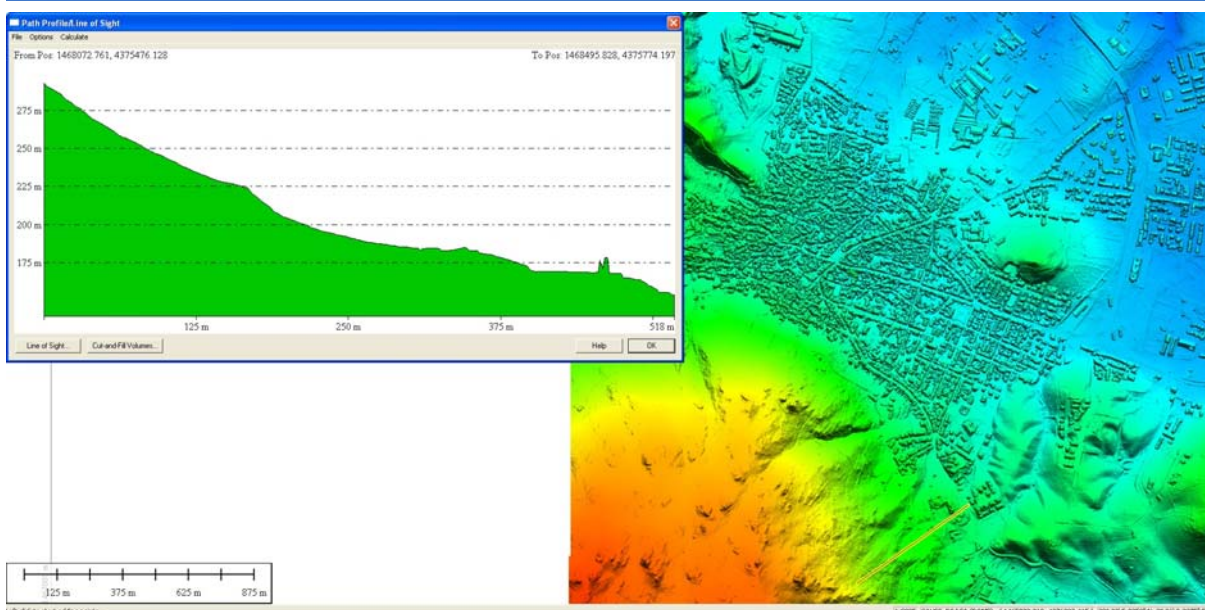 Path Profile/Line of Sight
File Options Calculate
From Pos: 1468072.761, 4375476.128
To Pos: 1468495.828, 4375774.197
275 m
250 m
225 m
200 m
175 m
125 m 250 m 375 m 518 m
Line of Sight... Cut-and-Fill Volumes... Help OK
125 m 375 m 625 m 875 m